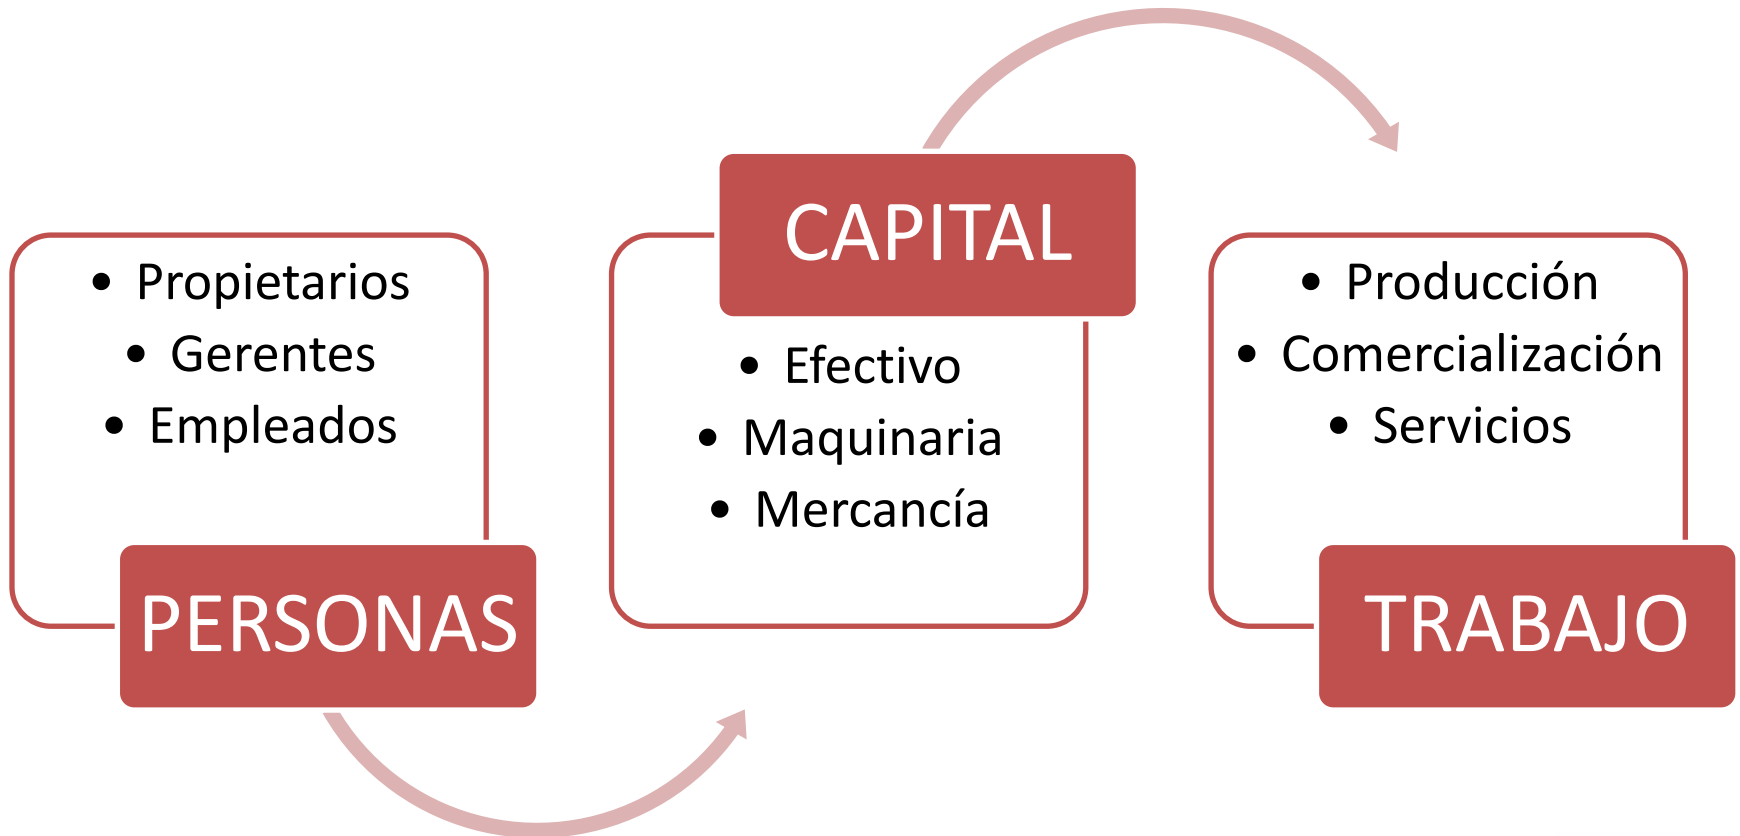 • Propietarios
• Gerentes
• Empleados
PERSONAS
CAPITAL
• Efectivo
• Maquinaria
• Mercancía
• Producción
• Comercialización
• Servicios
TRABAJO